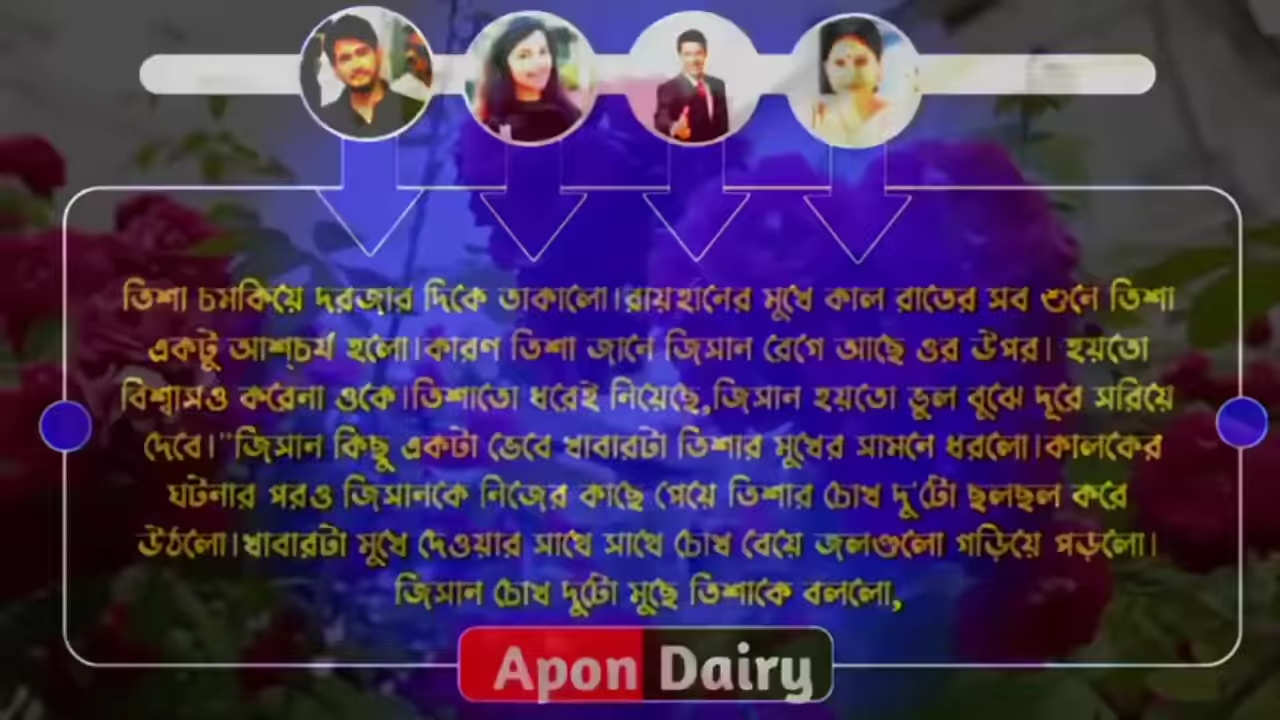 তিশা চমকিয়ে দরজার দিকে তাকালো।রায়হানের মুখে কাল রাতের সব শুনে তিশা
একটু আশ্চর্য হলো।কারণ তিশা জানে জিসান রেগে আছে ওর উপর। হয়তো
বিশ্বাসও করেনা ওকে।তিশাতো ধরেই নিয়েছে,জিসান হয়তো ভুল বুঝে দূরে সরিয়ে
দেবে।"জিসান কিছু একটা ভেবে খাবারটা তিশার মুখের সামনে ধরলো।কালকের
ঘটনার পরও জিসানকে নিজের কাছে পেয়ে তিশার চোখ দু'টো ছলছল করে
উঠলো।খাবারটা মুখে দেওয়ার সাথে সাথে চোখ বেয়ে জলগুলো গড়িয়ে পড়লো।
জিসান চোখ দুটো মুছে তিশাকে বললো,
Apon Dairy